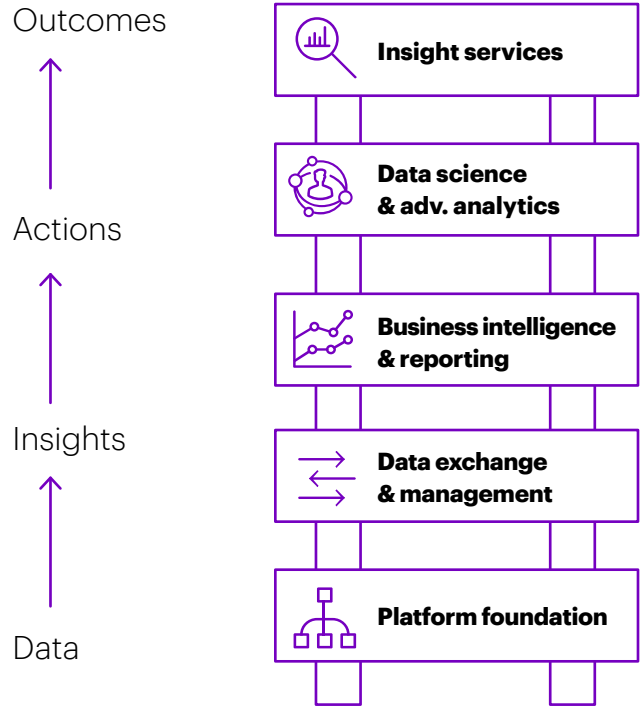 Outcomes
Insight services
Data science
& adv. analytics
Actions
Business intelligence
& reporting
Insights
Data exchange
& management
Platform foundation
Data